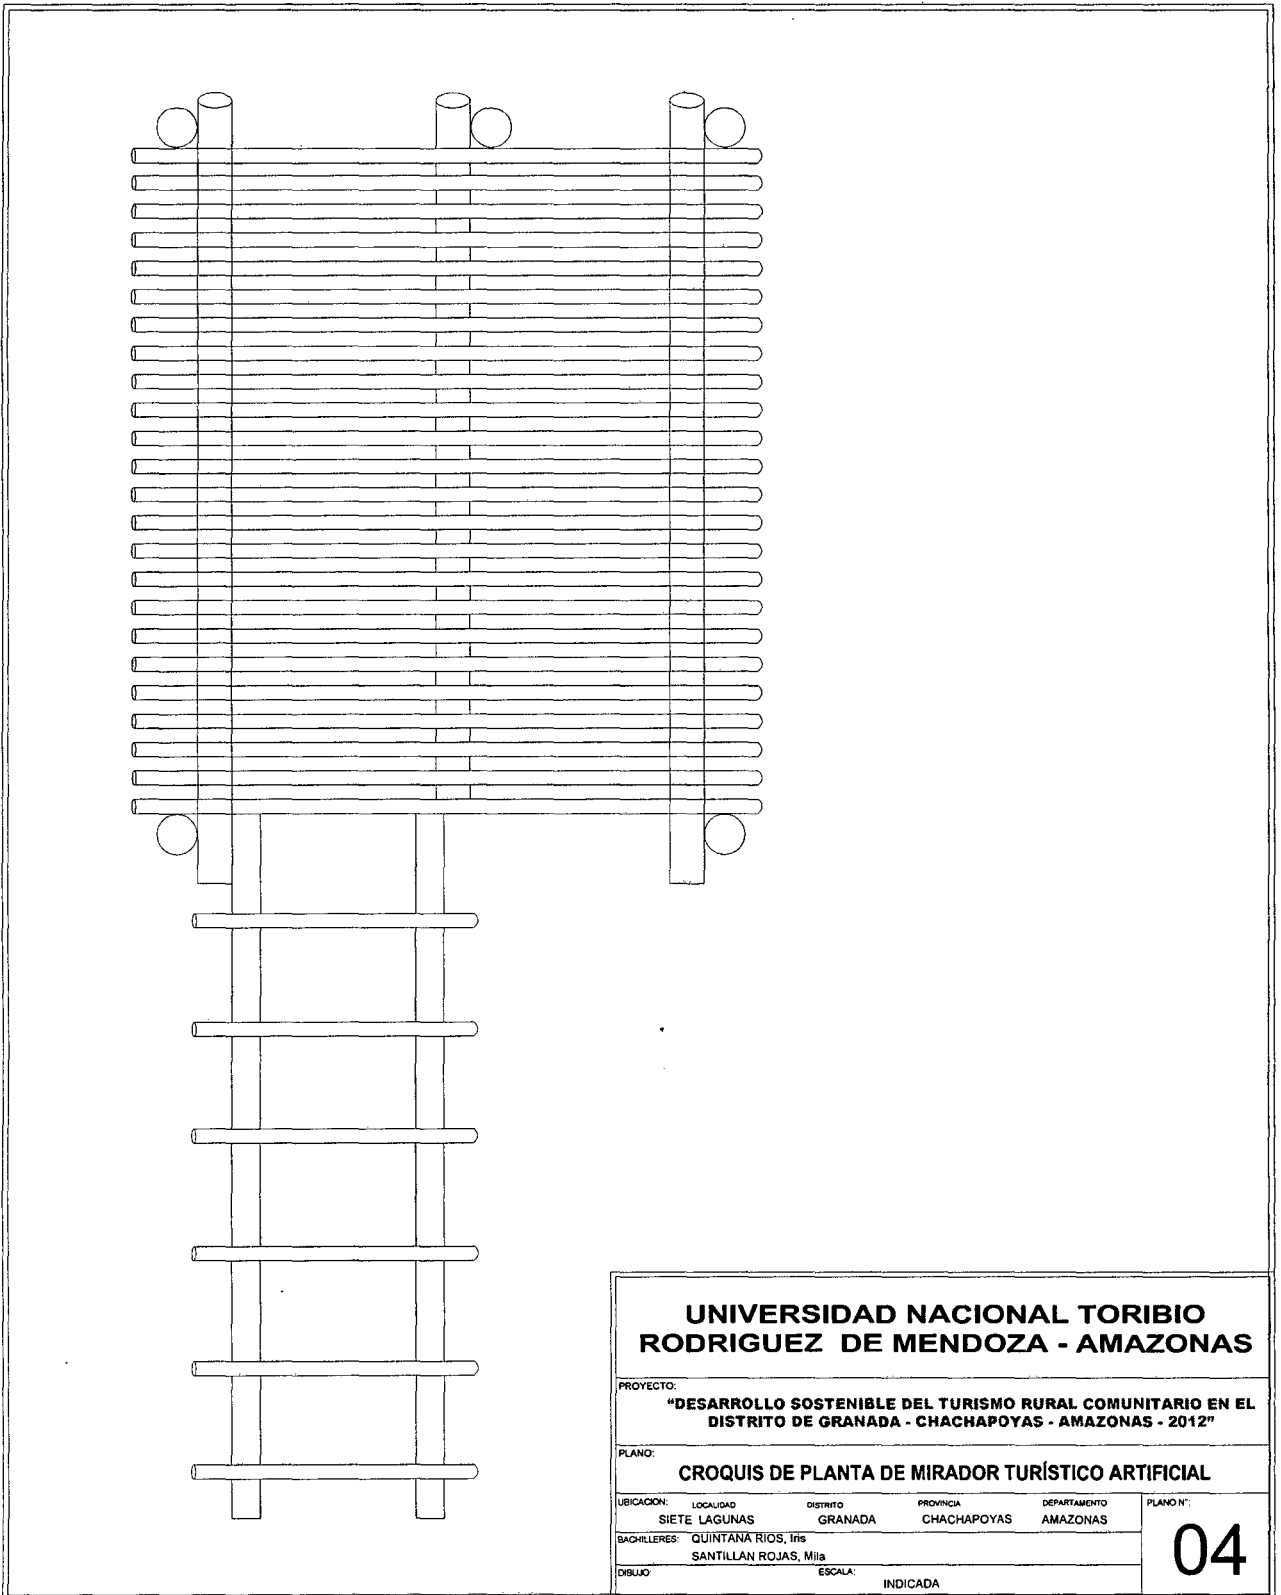 UNIVERSIDAD NACIONAL TORIBIO
RODRIGUEZ DE MENDOZA - AMAZONAS
PROYECTO:
"DESARROLLO SOSTENIBLE DEL TURISMO RURAL COMUNITARIO EN EL
DISTRITO DE GRANADA - CHACHAPOYAS - AMAZONAS - 2012"
PLANO:
CROQUIS DE PLANTA DE MIRADOR TURÍSTICO ARTIFICIAL
UBICACION: LOCALIDAD DISTRITO PROVINCIA DEPARTAMENTO
SIETE LAGUNAS GRANADA CHACHAPOYAS AMAZONAS
BACHILLERES: QUINTANA RIOS, Iris
SANTILLAN ROJAS, Mila
DIBUJO: ESCALA:
INDICADA
PLANO N°:
04